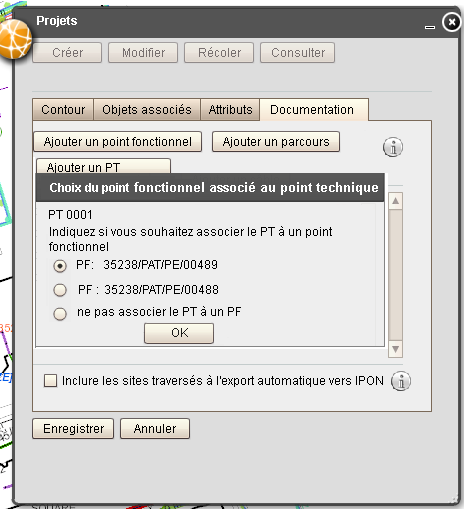 Projets
Créer Modifier Récoler Consulter
Contour Objets associés Attributs Documentation
Ajouter un point fonctionnel Ajouter un parcours
Ajouter un PT
Choix du point fonctionnel associé au point technique
PT 0001
Indiquez si vous souhaitez associer le PT à un point
fonctionnel
PF: 35238/PAT/PE/00489
PF : 35238/PAT/PE/00488
ne pas associer le PT à un PF
OK
Inclure les sites traversés à l'export automatique vers IPON
Enregistrer Annuler